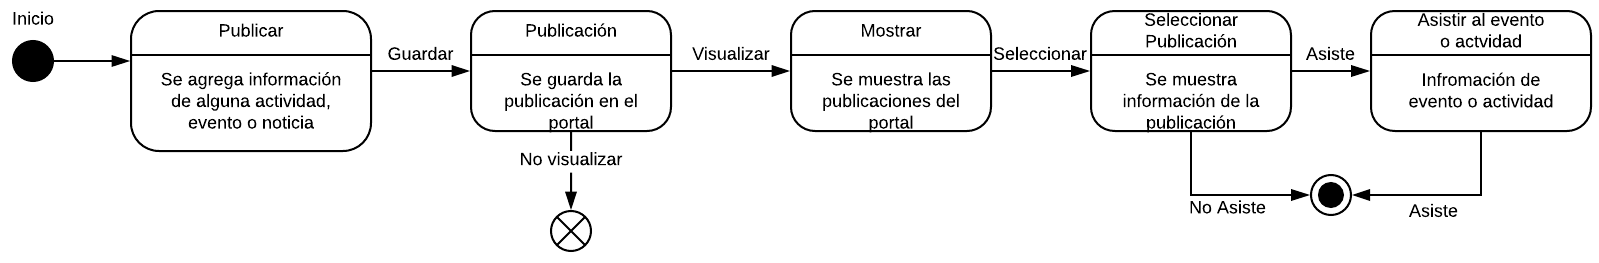 Inicio
Publicar
Se agrega información
de alguna actividad,
evento o noticia
Guardar
Publicación
Se guarda la
publicación en el
portal
No visualizar
Visualizar
Mostrar
Se muestra las
publicaciones del
portal
Seleccionar
Seleccionar
Publicación
Se muestra
información de la
publicación
No Asiste
Asiste
Asistir al evento
o actvidad
Infromación de
evento o actividad
Asiste